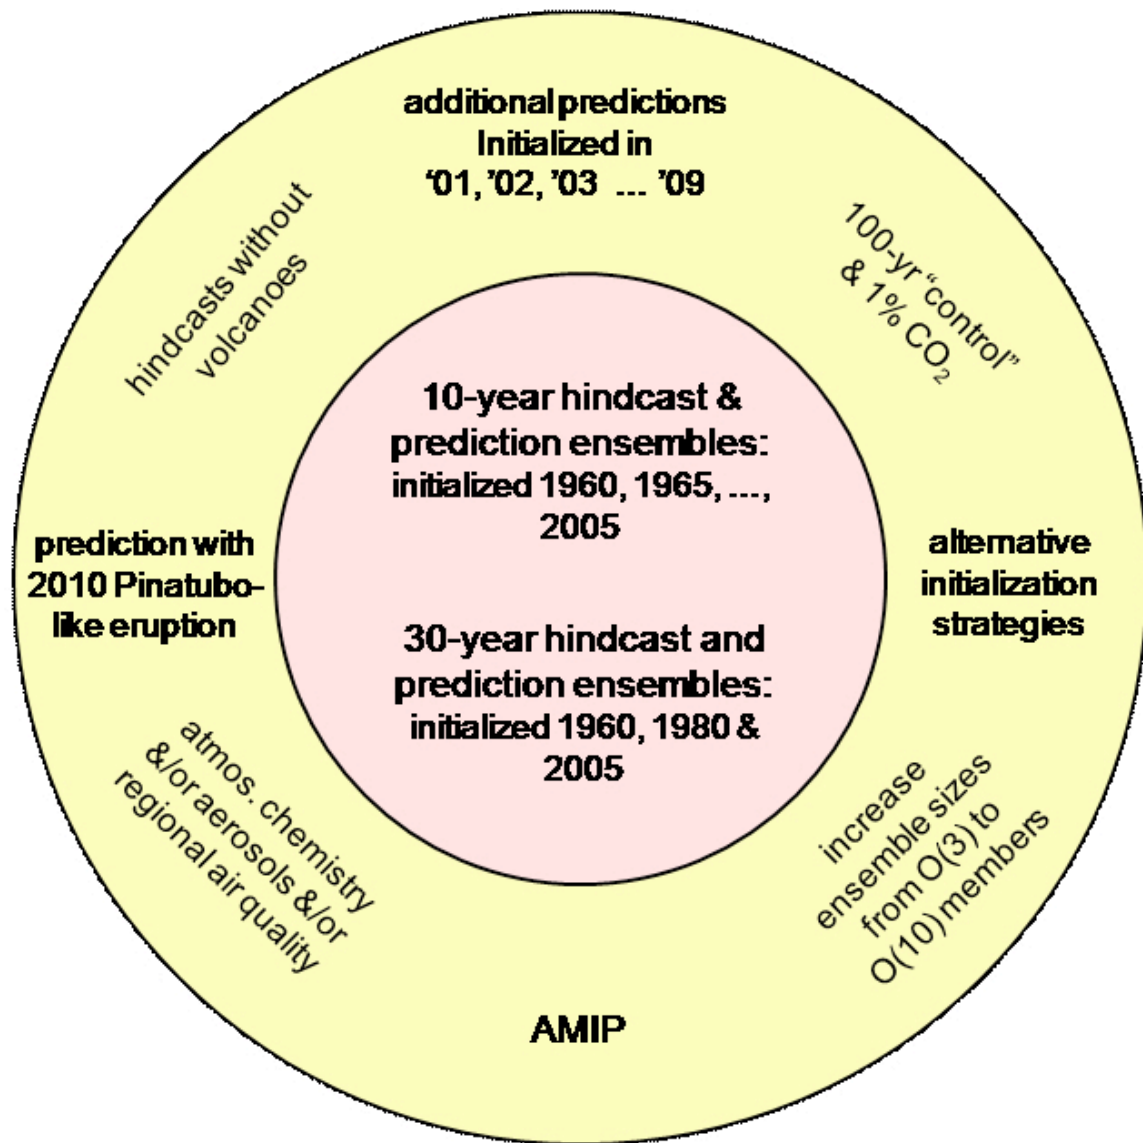 additional predictions
Initialized in
‘01, ’02, ’03 ... ’09
hindcasts without
volcanoes
100-yr “control”
& 1% CO₂
10-year hindcast &
prediction ensembles:
initialized 1960, 1965, ...,
2005
30-year hindcast and
prediction ensembles:
initialized 1960, 1980 &
2005
prediction with
2010 Pinatubo-
like eruption
alternative
initialization
strategies
atmos. chemistry
&/or aerosols &/or
regional air quality
increase
ensemble sizes
from O(3) to
O(10) members
AMIP